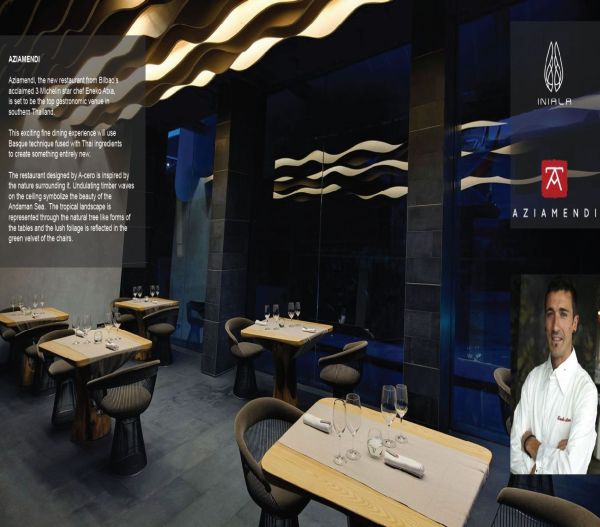 AZIAMENDI
Aziamendi, the new restaurant from Bilbao's
acclaimed 3 Michelin star chef Eneko Atxa,
is set to be the top gastronomic venue in
southern Thailand.
This exciting fine dining experience will use
Basque technique fused with Thai ingredients
to create something entirely new.
The restaurant designed by A-cero is inspired by
the nature surrounding it. Undulating timber waves
on the ceiling symbolize the beauty of the
Andaman Sea. The tropical landscape is
represented through the natural tree like forms of
the tables and the lush foliage is reflected in the
green velvet of the chairs.
INIALA
AZIAMENDI